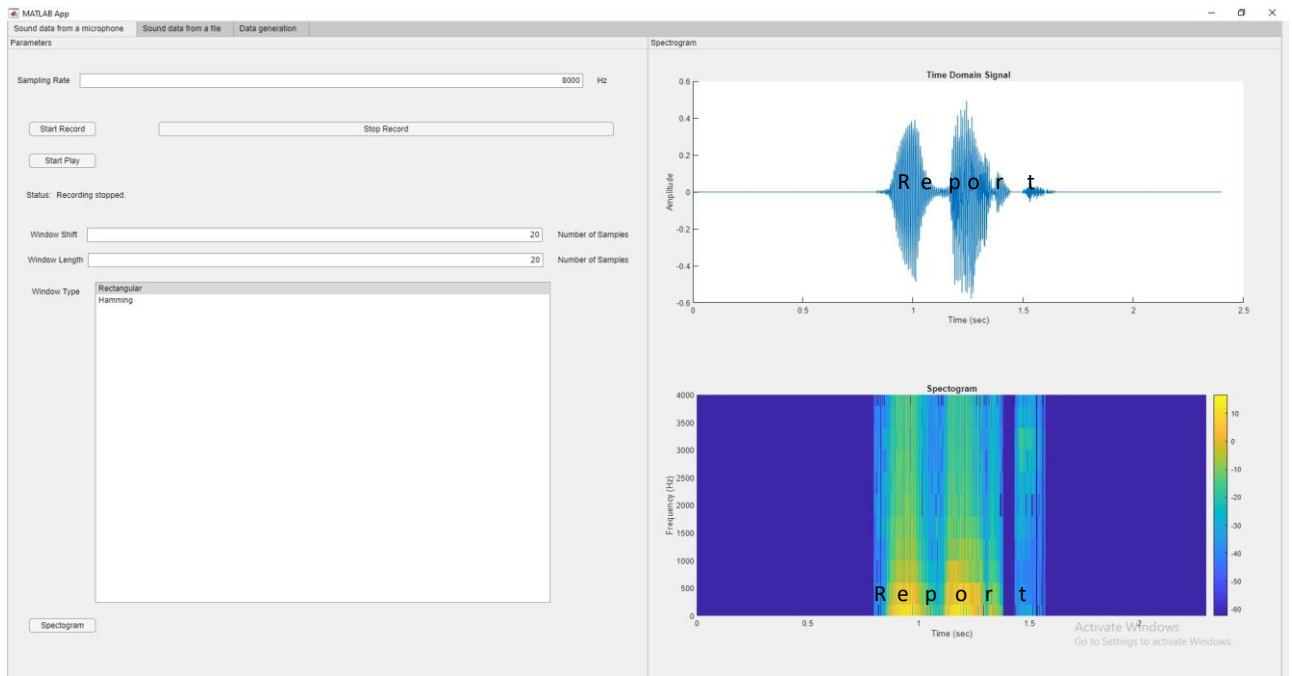 MATLAB App
Sound data from a microphone Sound data from a file Data generation
Parameters
Sampling Rate 8000 Hz
Start Record Stop Record
Start Play
Status: Recording stopped.
Window Shift 20 Number of Samples
Window Length 20 Number of Samples
Window Type Rectangular
Hamming
Spectogram
Spectrogram
Time Domain Signal
0.6
0.4
0.2
0
-0.2
-0.4
-0.6
Amplitude
R e p o r t
0 0.5 1 1.5 2 2.5
Time (sec)
Spectogram
4000
3500
3000
2500
2000
1500
1000
500
0
Frequency (Hz)
R e p o r t
0 0.5 1 1.5 2
Time (sec)
10
0
-10
-20
-30
-40
-50
-60
Activate Windows
Go to Settings to activate Windows.